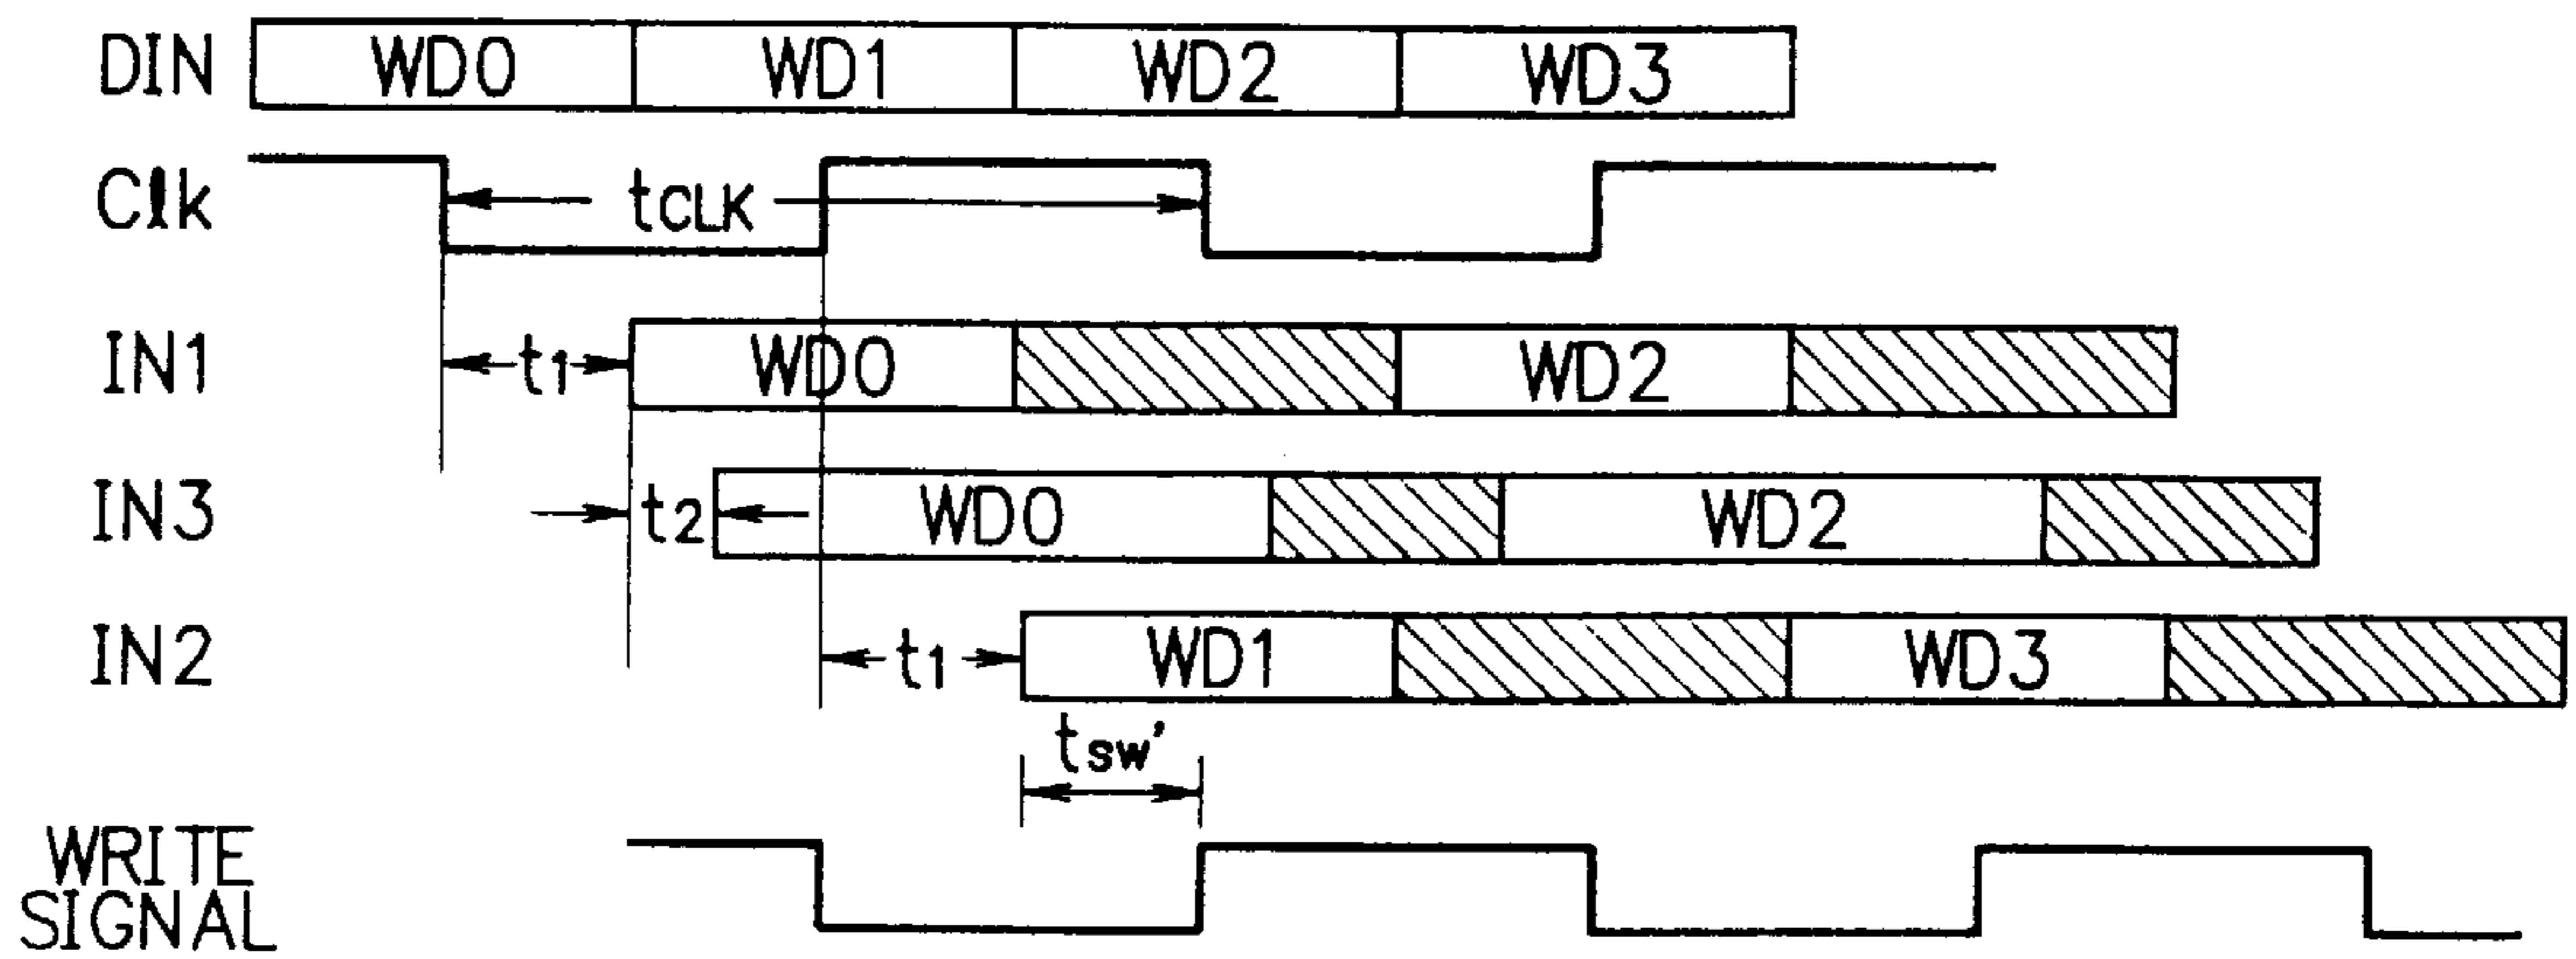 DIN WD0 WD1 WD2 WD3
Clk tCLK
IN1 t1 WD0 WD2
IN3 t2 WD0 WD2
IN2 t1 WD1 WD3
tsw'
WRITE
SIGNAL